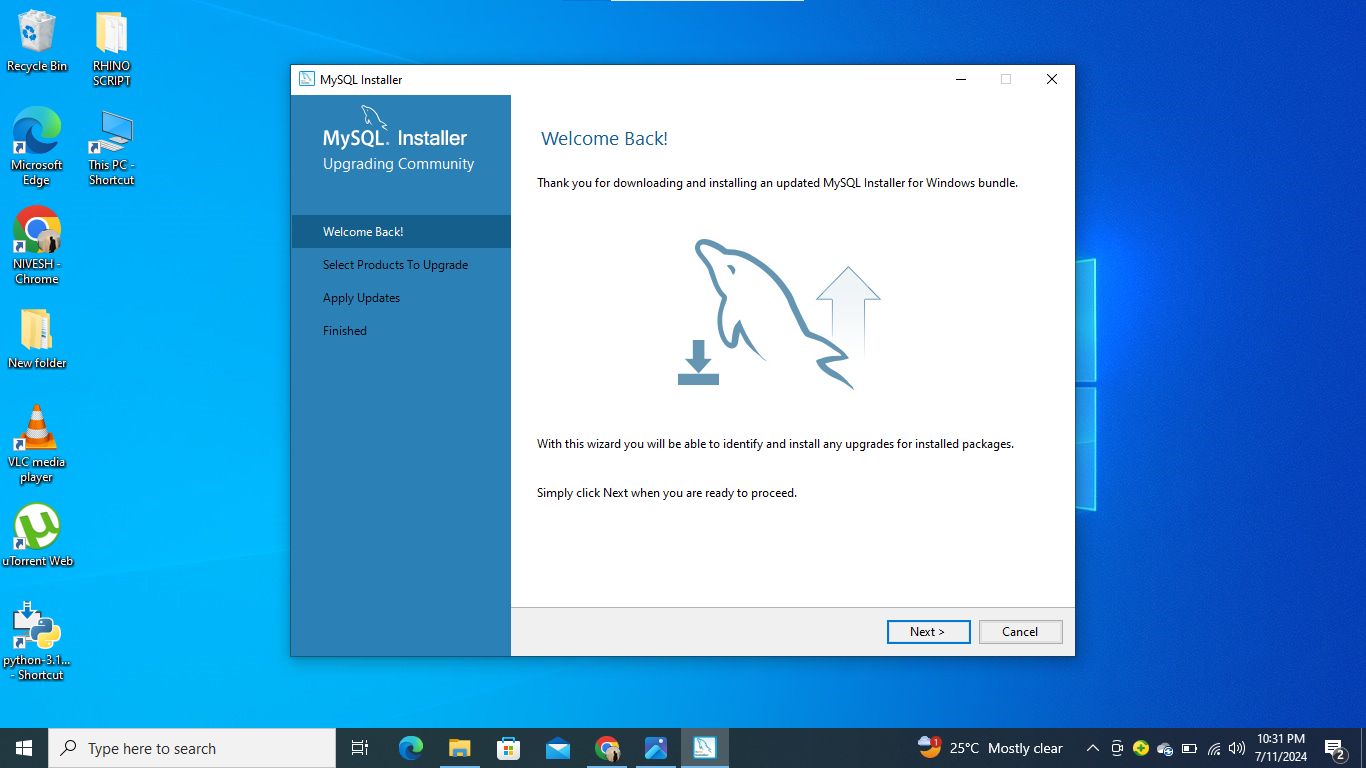 Recycle Bin
RHINO
SCRIPT
Microsoft
Edge
This PC -
Shortcut
NIVESH -
Chrome
New folder
VLC media
player
uTorrent Web
python-3.1...
- Shortcut
MySQL Installer
MySQL. Installer
Upgrading Community
Welcome Back!
Select Products To Upgrade
Apply Updates
Finished
Welcome Back!
Thank you for downloading and installing an updated MySQL Installer for Windows bundle.
With this wizard you will be able to identify and install any upgrades for installed packages.
Simply click Next when you are ready to proceed.
Next >
Cancel
Type here to search
1
25°C Mostly clear
10:31 PM
7/11/2024
2